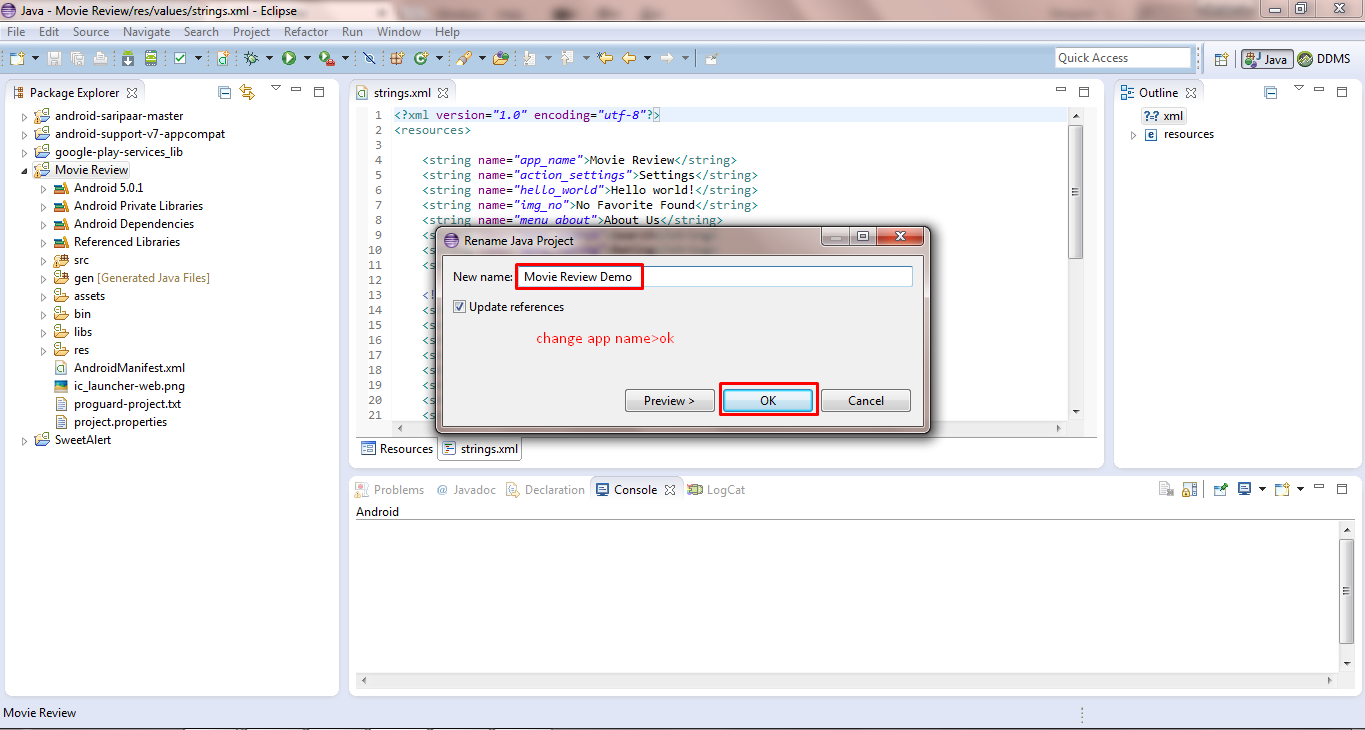 Java - Movie Review/res/values/strings.xml - Eclipse
File Edit Source Navigate Search Project Refactor Run Window Help
Quick Access
Java
DDMS
Package Explorer
android-saripaar-master
android-support-v7-appcompat
google-play-services_lib
Movie Review
Android 5.0.1
Android Private Libraries
Android Dependencies
Referenced Libraries
src
gen [Generated Java Files]
assets
bin
libs
res
AndroidManifest.xml
ic_launcher-web.png
proguard-project.txt
project.properties
SweetAlert
strings.xml
1 <?xml version="1.0" encoding="utf-8"?>
2 <resources>
3
4 <string name="app_name">Movie Review</string>
5 <string name="action_settings">Settings</string>
6 <string name="hello_world">Hello world!</string>
7 <string name="img_no">No Favorite Found</string>
8 <string name="menu_about">About Us</string>
9 <s
10 <s
11 <s
12
13 <!
14 <s
15 <s
16 <s
17 <s
18 <s
19 <s
20 <s
21 <s
Rename Java Project
New name: Movie Review Demo
Update references
change app name>ok
Preview > OK Cancel
Resources strings.xml
Outline
?=? xml
e resources
Problems @ Javadoc Declaration Console LogCat
Android
Movie Review